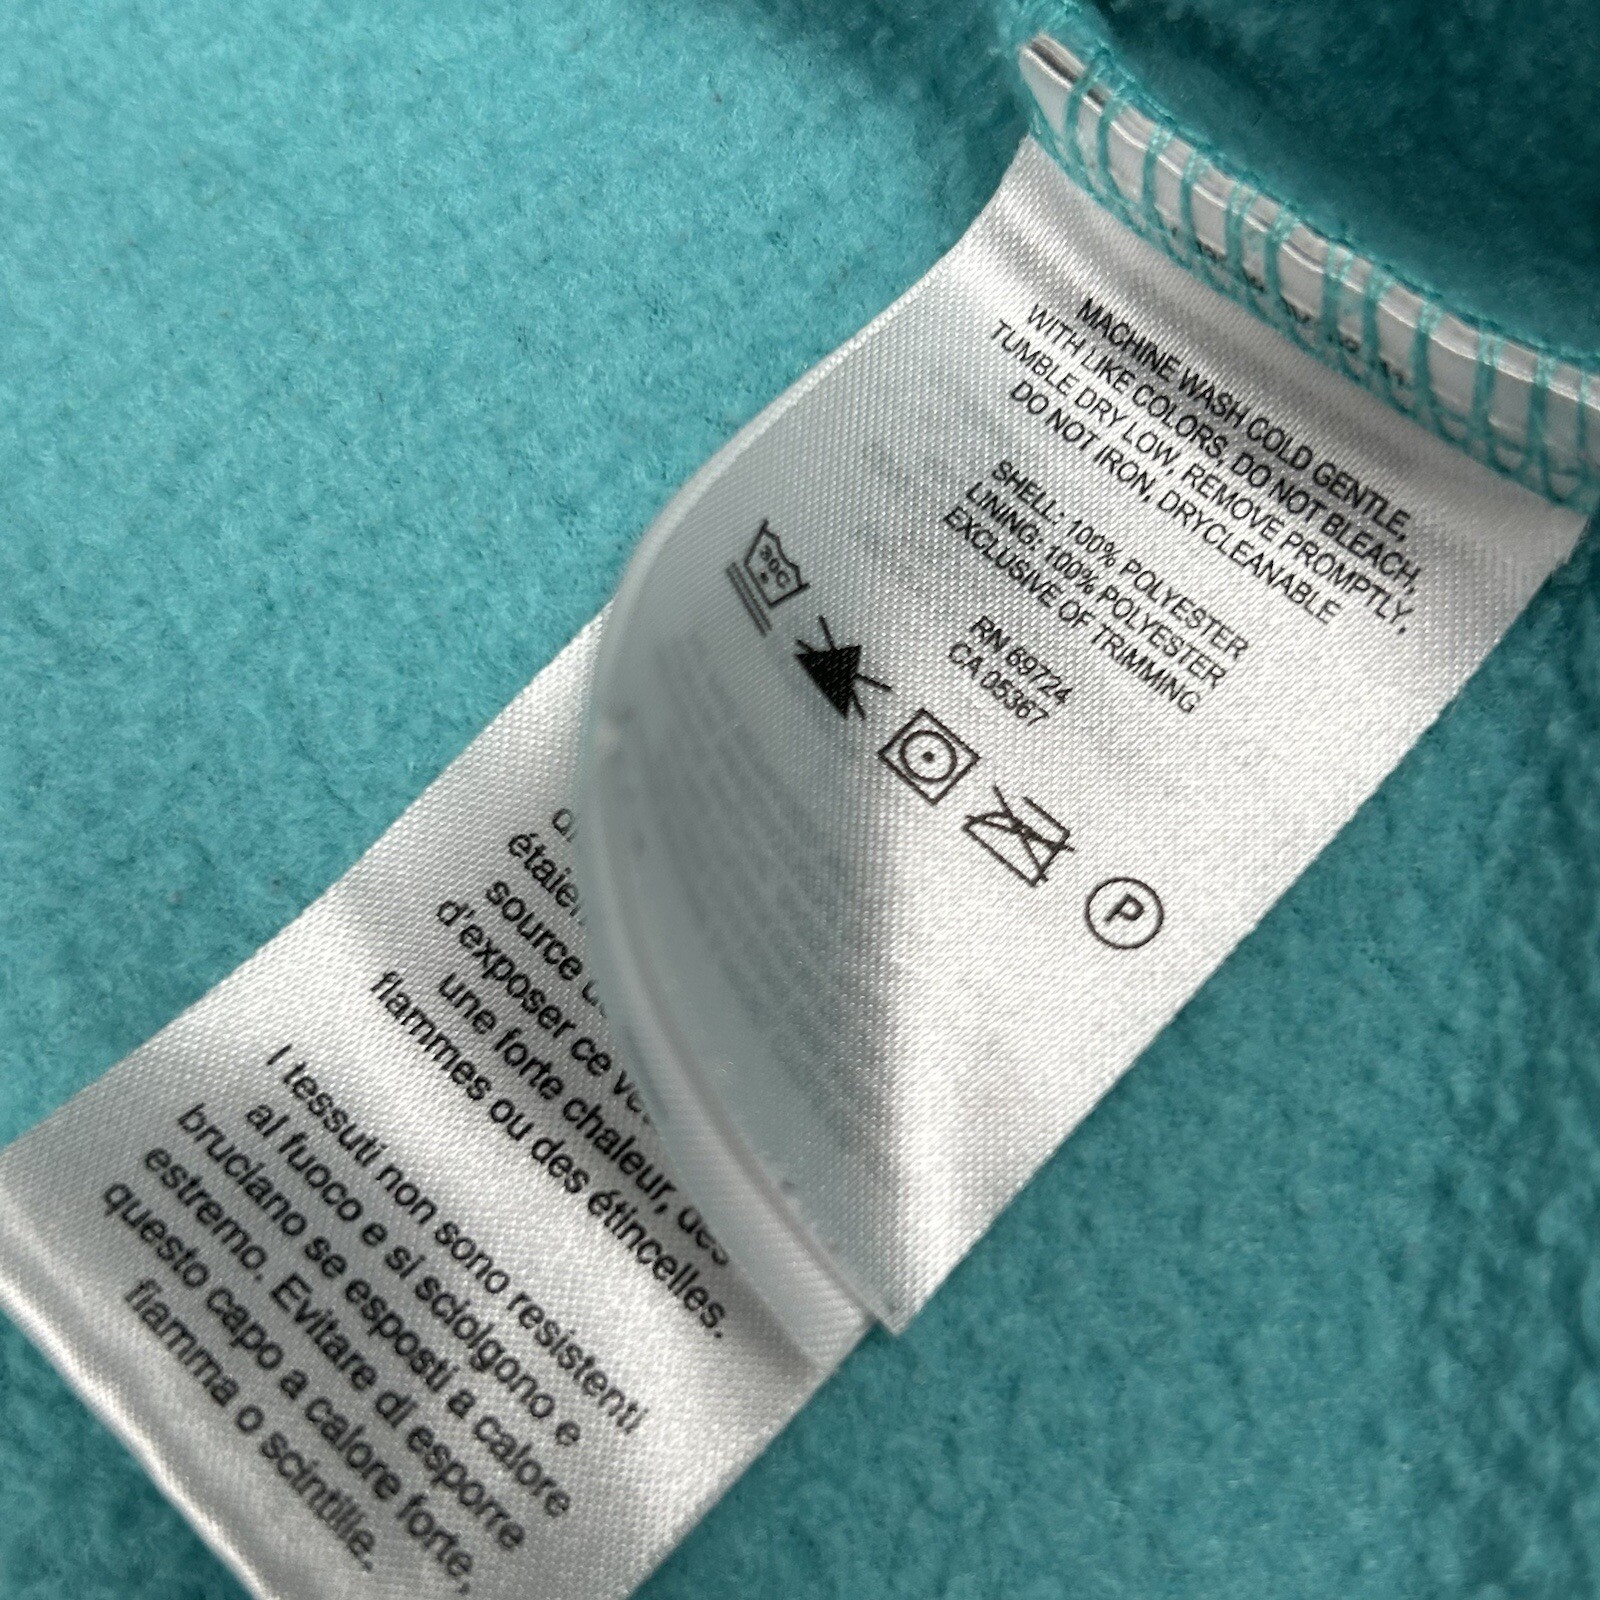 MACHINE WASH COLD GENTLE,
WITH LIKE COLORS, DO NOT BLEACH,
TUMBLE DRY LOW, REMOVE PROMPTLY,
DO NOT IRON, DRYCLEANABLE
SHELL: 100% POLYESTER
LINING: 100% POLYESTER
EXCLUSIVE OF TRIMMING
RN 69724
CA 05367
30C
P
source
d'exposer ce
une forte chaleur, des
flammes ou des étincelles.
I tessuti non sono resistenti
al fuoco e si sciolgono e
bruciano se esposti a calore
estremo. Evitare di esporre
questo capo a calore forte,
fiamma o scintille.